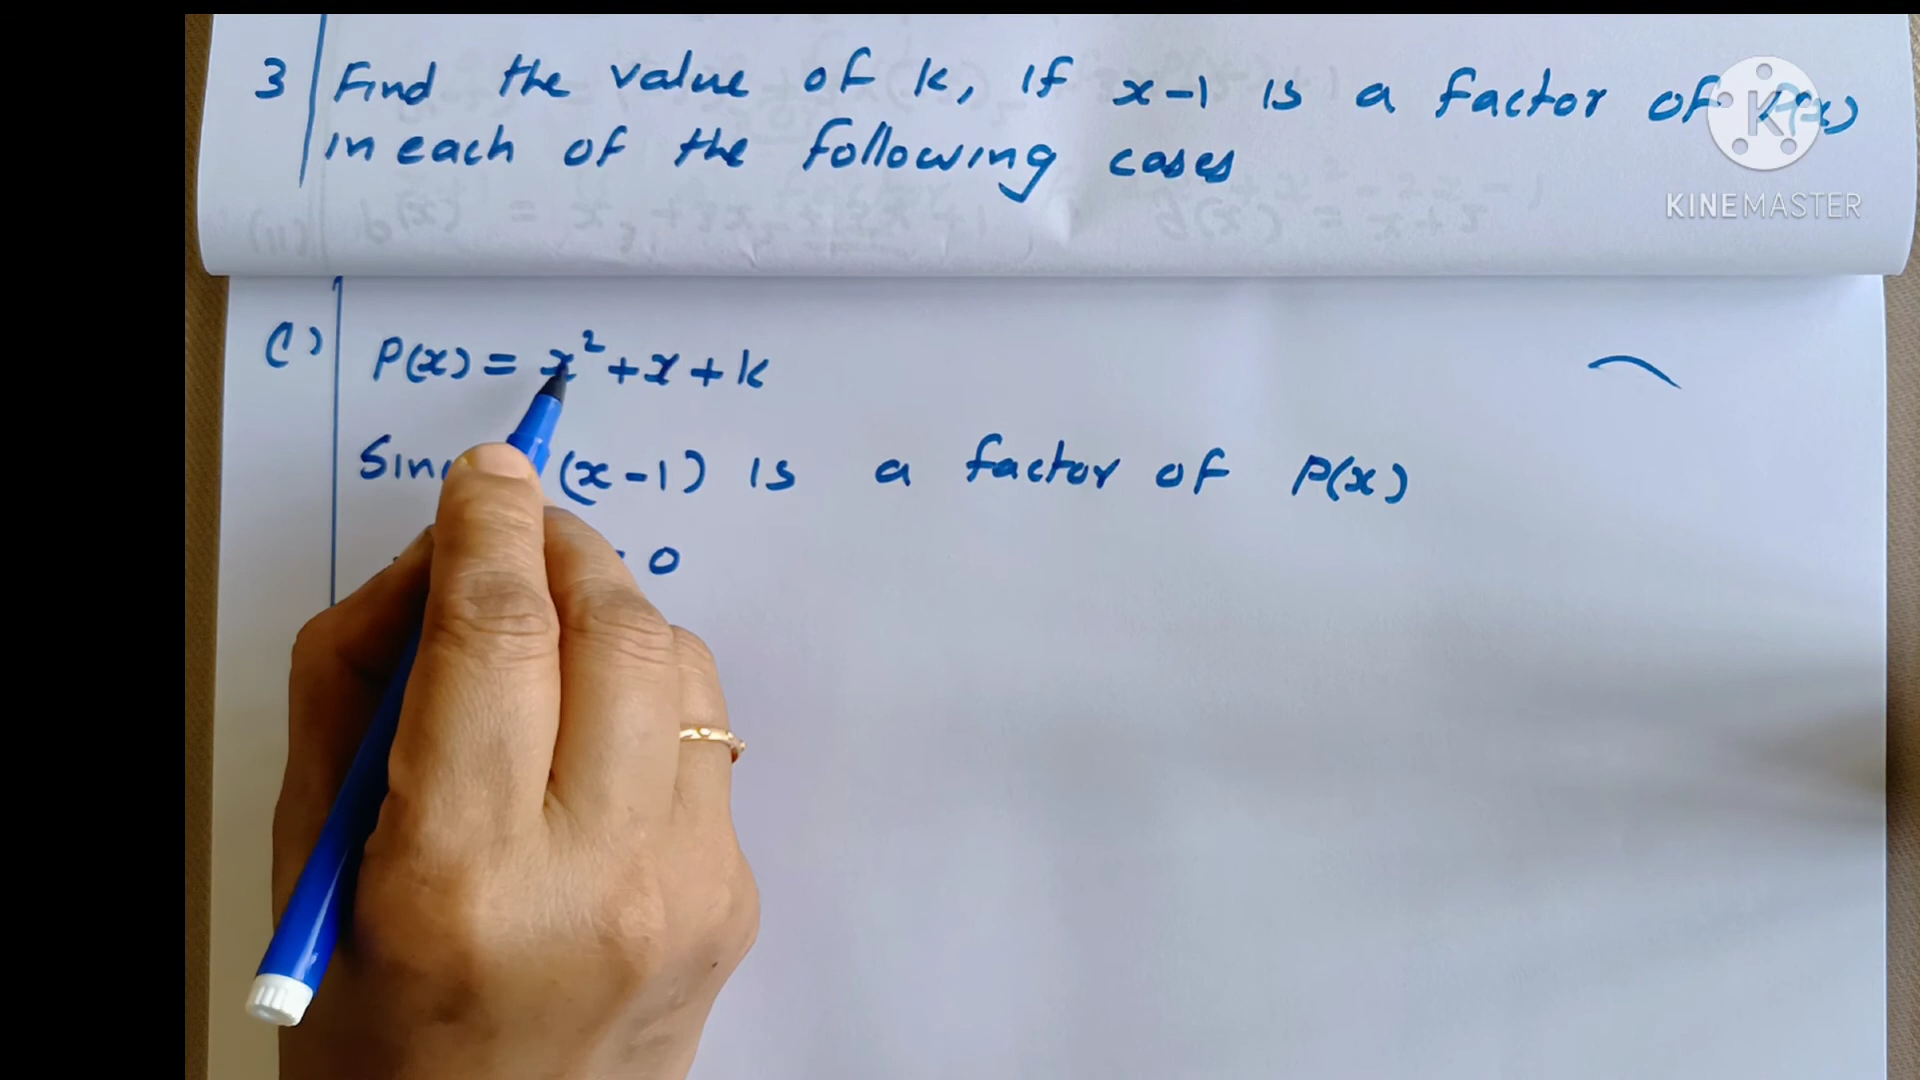 3 Find the value of k, if x-1 is a factor of P(x)
in each of the following cases
KINEMASTER
(i) P(x) = x² + x + k
(x-1) is a factor of P(x)
0